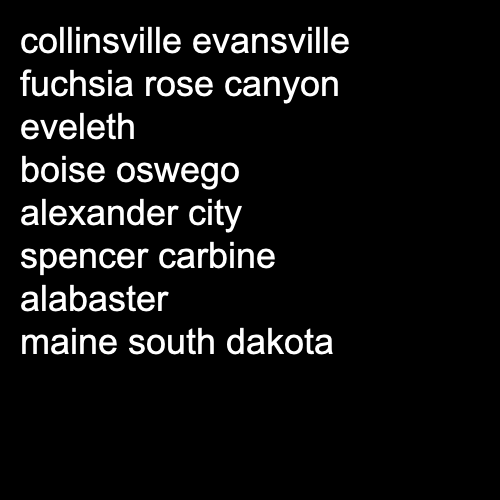 collinsville evansville
fuchsia rose canyon
eveleth
boise oswego
alexander city
spencer carbine
alabaster
maine south dakota